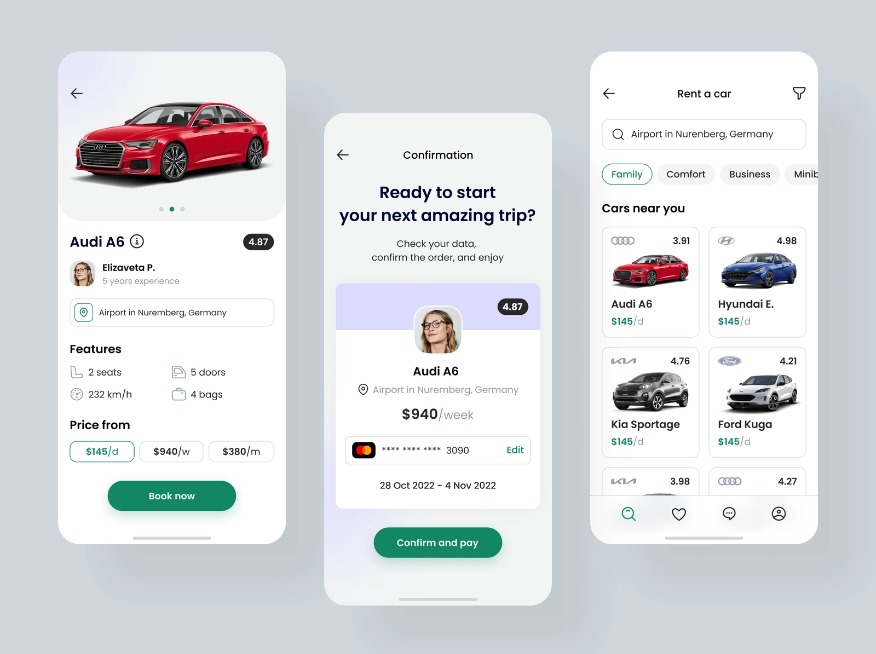 Audi A6
4.87
Elizaveta P.
5 years experience
Airport in Nuremberg, Germany
Features
2 seats
5 doors
232 km/h
4 bags
Price from
$145/d
$940/w
$380/m
Book now
Confirmation
Ready to start
your next amazing trip?
Check your data,
confirm the order, and enjoy
4.87
Audi A6
Airport in Nuremberg, Germany
$940/week
**** **** **** 3090
Edit
28 Oct 2022 - 4 Nov 2022
Confirm and pay
Rent a car
Airport in Nurenberg, Germany
Family
Comfort
Business
Minib
Cars near you
3.91
Audi A6
$145/d
4.98
Hyundai E.
$145/d
KIA
4.76
Kia Sportage
$145/d
Ford
4.21
Ford Kuga
$145/d
KIA
3.98
4.27